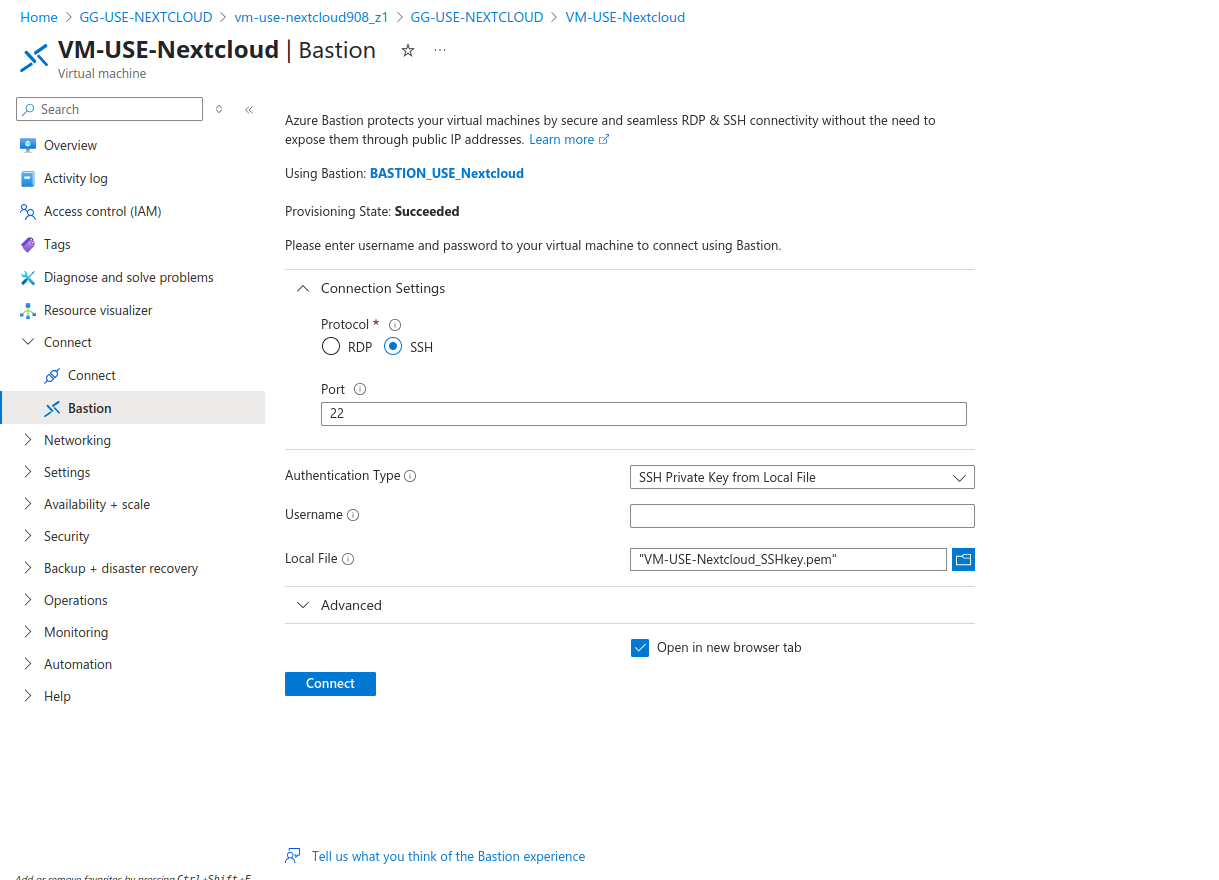 Home > GG-USE-NEXTCLOUD > vm-use-nextcloud908_z1 > GG-USE-NEXTCLOUD > VM-USE-Nextcloud
VM-USE-Nextcloud | Bastion
Virtual machine
Search
Overview
Activity log
Access control (IAM)
Tags
Diagnose and solve problems
Resource visualizer
Connect
Connect
Bastion
Networking
Settings
Availability + scale
Security
Backup + disaster recovery
Operations
Monitoring
Automation
Help
Add or remove favorites by pressing Ctrl+Shift+F
Azure Bastion protects your virtual machines by secure and seamless RDP & SSH connectivity without the need to
expose them through public IP addresses. Learn more
Using Bastion: BASTION_USE_Nextcloud
Provisioning State: Succeeded
Please enter username and password to your virtual machine to connect using Bastion.
Connection Settings
Protocol *
RDP SSH
Port
22
Authentication Type
SSH Private Key from Local File
Username
Local File
"VM-USE-Nextcloud_SSHkey.pem"
Advanced
Open in new browser tab
Connect
Tell us what you think of the Bastion experience